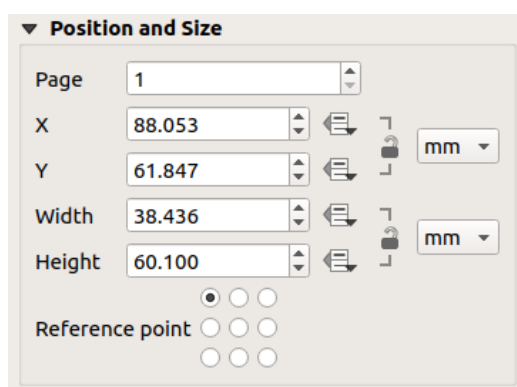 Position and Size
Page 1
X 88.053
mm
Y 61.847
Width 38.436
mm
Height 60.100
Reference point